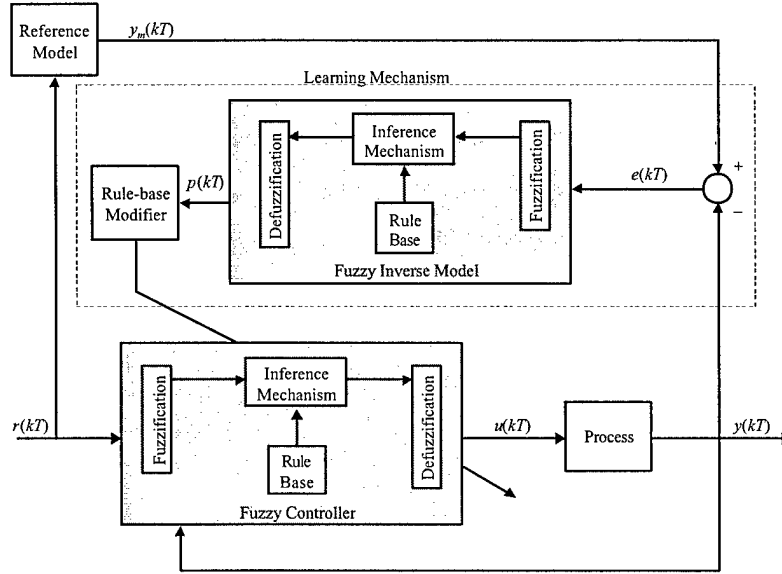 Reference
Model
yₘ(kT)
Learning Mechanism
Inference
Mechanism
Defuzzification
Fuzzification
Rule
Base
Fuzzy Inverse Model
p(kT)
Rule-base
Modifier
e(kT)
+
−
r(kT)
Fuzzification
Inference
Mechanism
Defuzzification
Rule
Base
Fuzzy Controller
u(kT)
Process
y(kT)